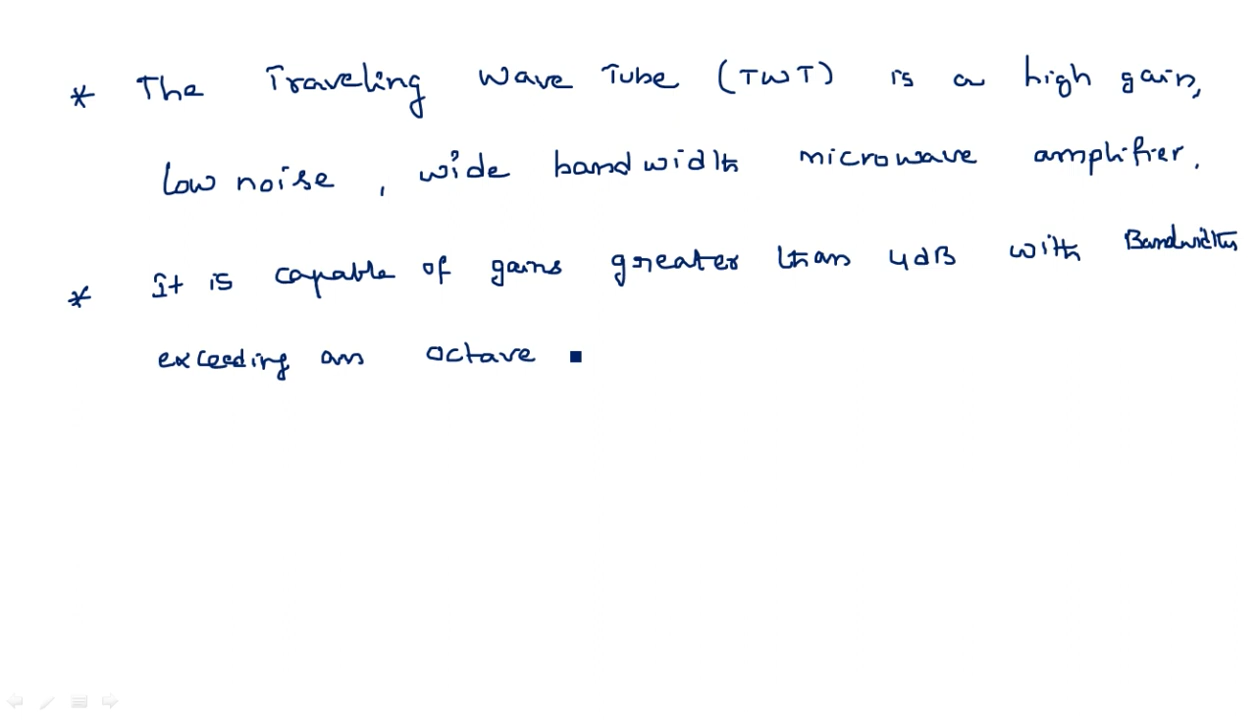 * The Traveling Wave Tube (TWT) is a high gain,
low noise, wide bandwidth microwave amplifier.
* It is capable of gains greater than 4dB with Bandwidths
exceeding an octave